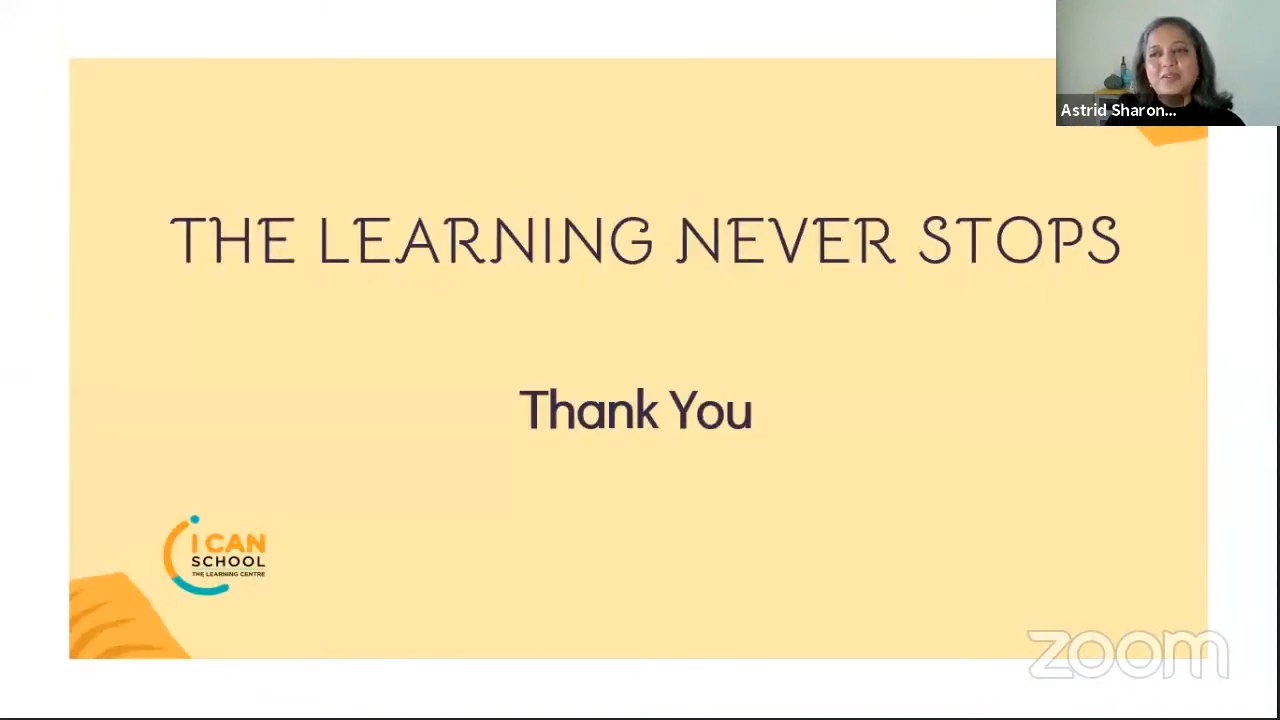 Astrid Sharon...
THE LEARNING NEVER STOPS
Thank You
I CAN
SCHOOL
THE LEARNING CENTRE
zoom